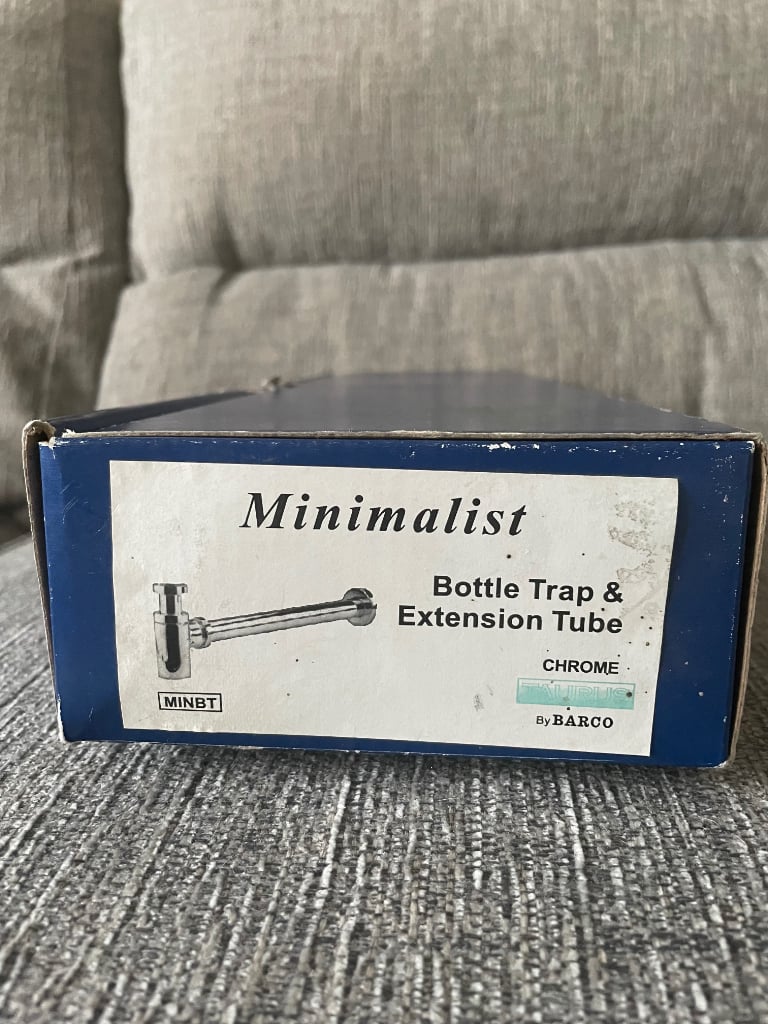 Minimalist
Bottle Trap &
Extension Tube
CHROME
TAURUS
MINBT
By BARCO